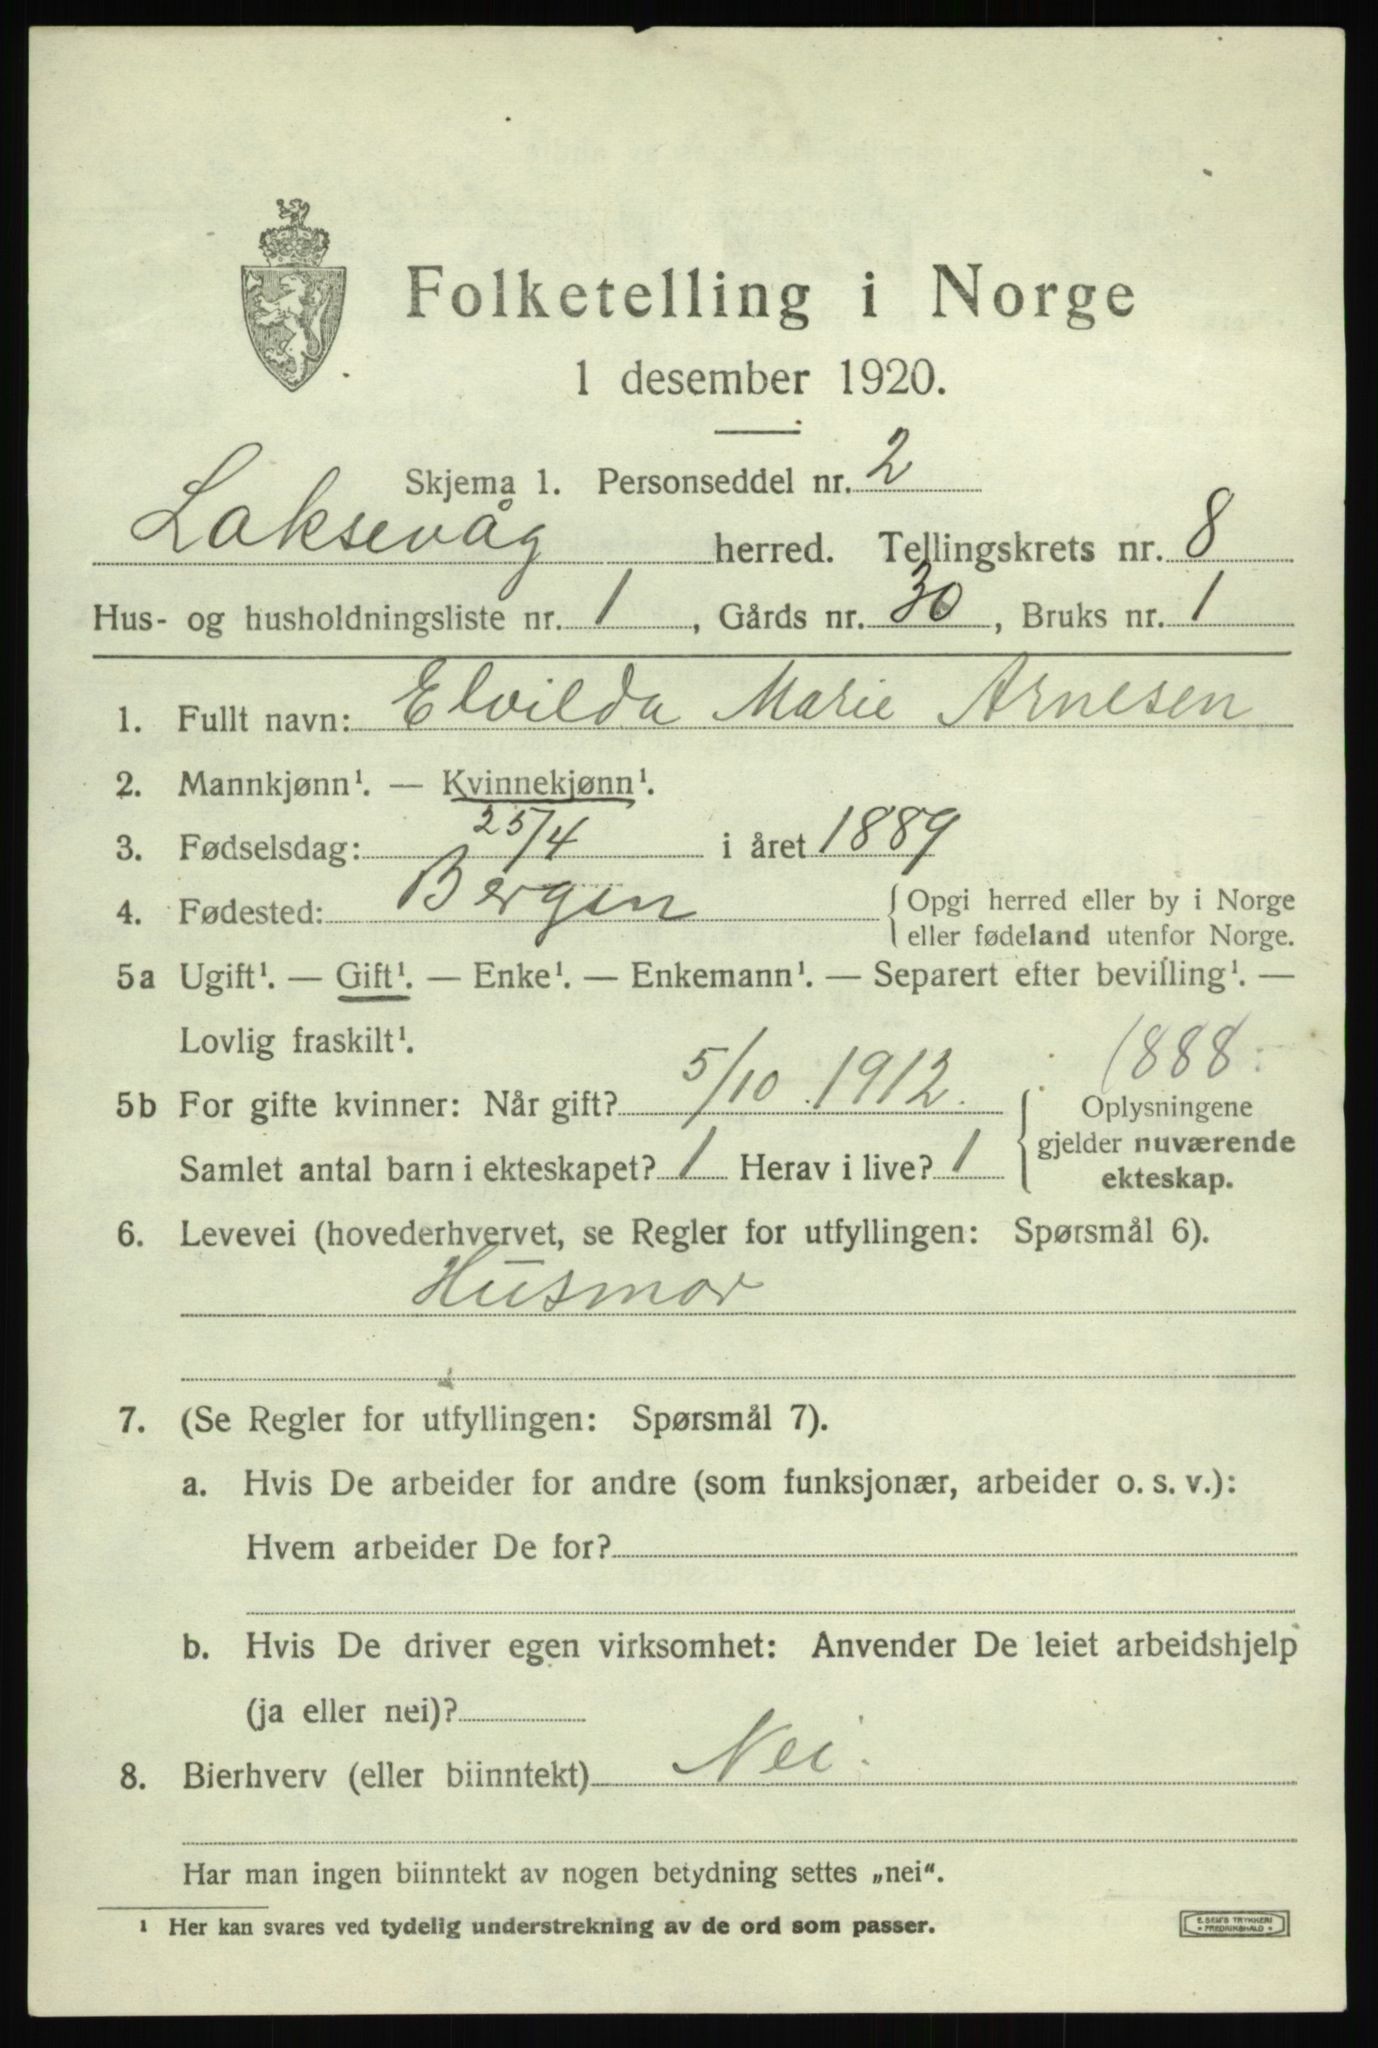 Folketelling i Norge
1 desember 1920.
Skjema 1. Personseddel nr. 2
Laksevåg herred. Tellingskrets nr. 8
Hus- og husholdningsliste nr. 1, Gårds nr. 30, Bruks nr. 1
1. Fullt navn: Elvilda Marie Arnesen
2. Mannkjønn¹. — Kvinnekjønn¹.
3. Fødselsdag: 25/4 i året 1889
4. Fødested: Bergen {Opgi herred eller by i Norge
eller fødeland utenfor Norge.
5a Ugift¹. — Gift¹. — Enke¹. — Enkemann¹. — Separert efter bevilling¹. —
Lovlig fraskilt¹.
1888.
5b For gifte kvinner: Når gift? 5/10 1912. { Oplysningene
gjelder nuværende
Samlet antal barn i ekteskapet? 1 Herav i live? 1 ekteskap.
6. Levevei (hovederhvervet, se Regler for utfyllingen: Spørsmål 6).
Husmor
7. (Se Regler for utfyllingen: Spørsmål 7).
a. Hvis De arbeider for andre (som funksjonær, arbeider o. s. v.):
Hvem arbeider De for?
b. Hvis De driver egen virksomhet: Anvender De leiet arbeidshjelp
(ja eller nei)?
8. Bierhverv (eller biinntekt) Nei.
Har man ingen biinntekt av nogen betydning settes „nei“.
¹ Her kan svares ved tydelig understrekning av de ord som passer.
E. SEM'S TRYKKERI
• FREDRIKSHALD •